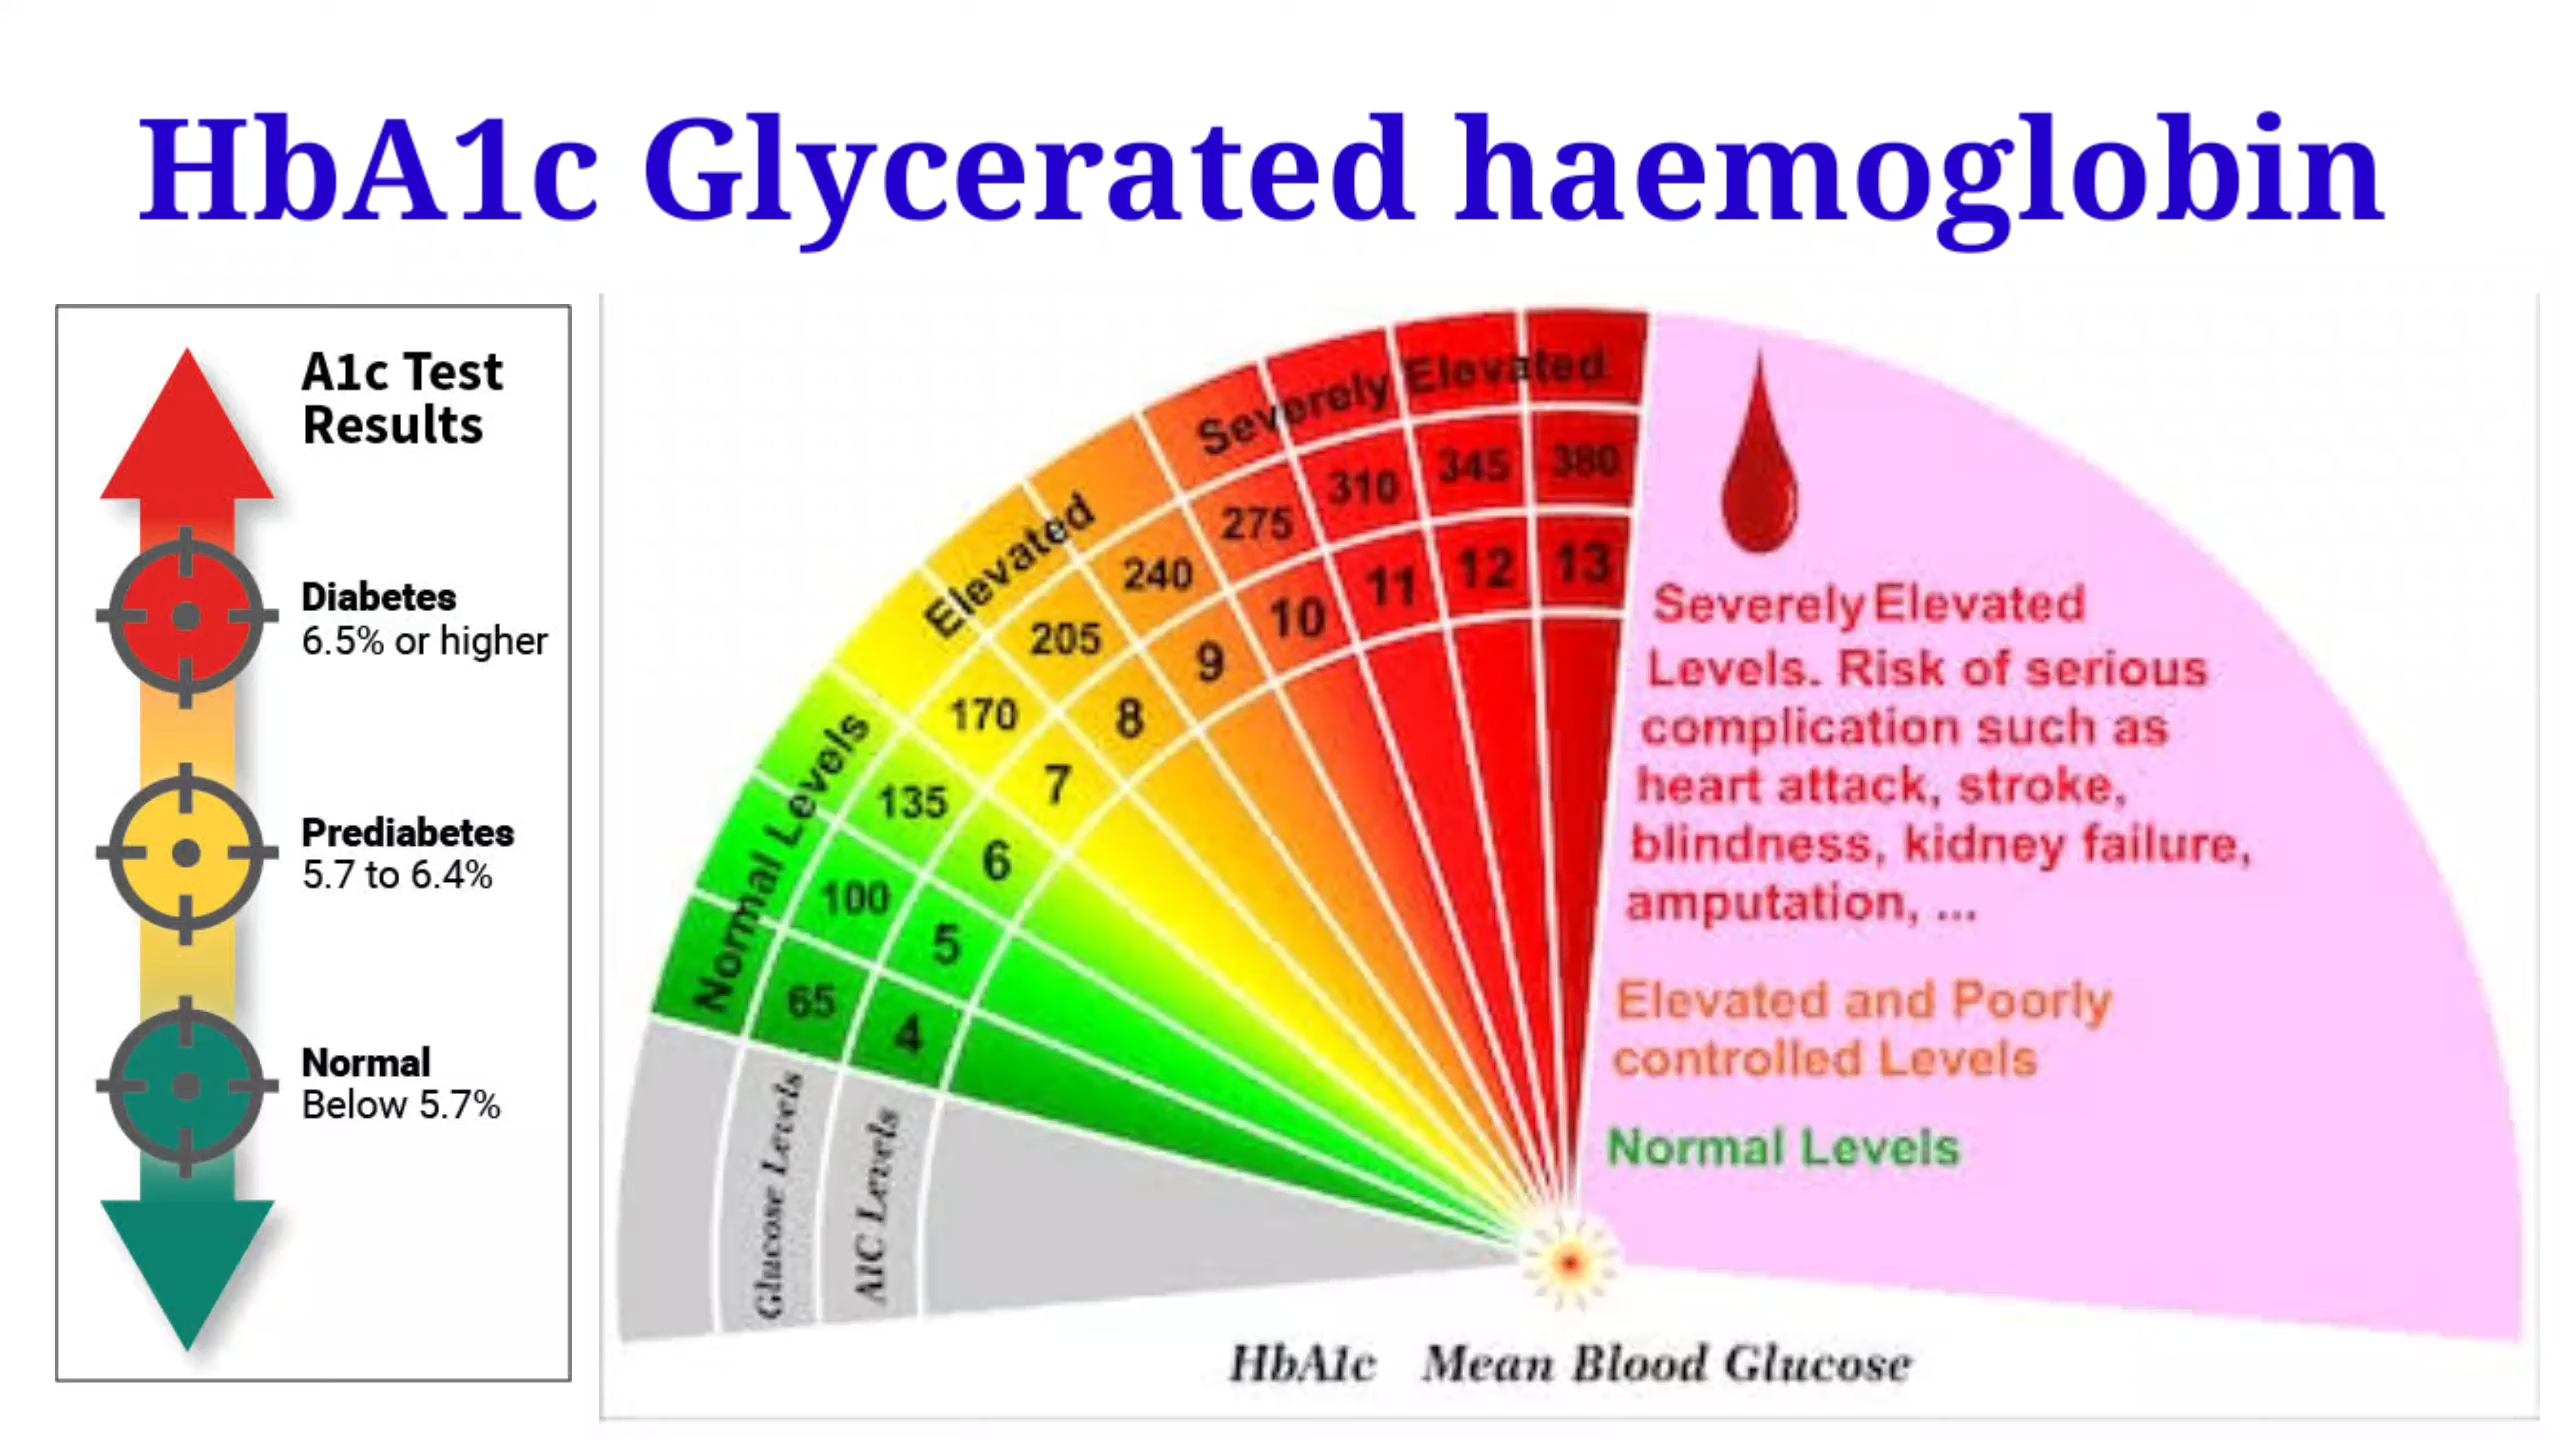 HbA1c Glycerated haemoglobin
A1c Test
Results
Diabetes
6.5% or higher
Prediabetes
5.7 to 6.4%
Normal
Below 5.7%
Normal Levels
Elevated
Severely Elevated
65
100
135
170
205
240
275
310
345
380
4
5
6
7
8
9
10
11
12
13
Glucose Levels
A1C Levels
Severely Elevated
Levels. Risk of serious
complication such as
heart attack, stroke,
blindness, kidney failure,
amputation, ...
Elevated and Poorly
controlled Levels
Normal Levels
HbA1c Mean Blood Glucose